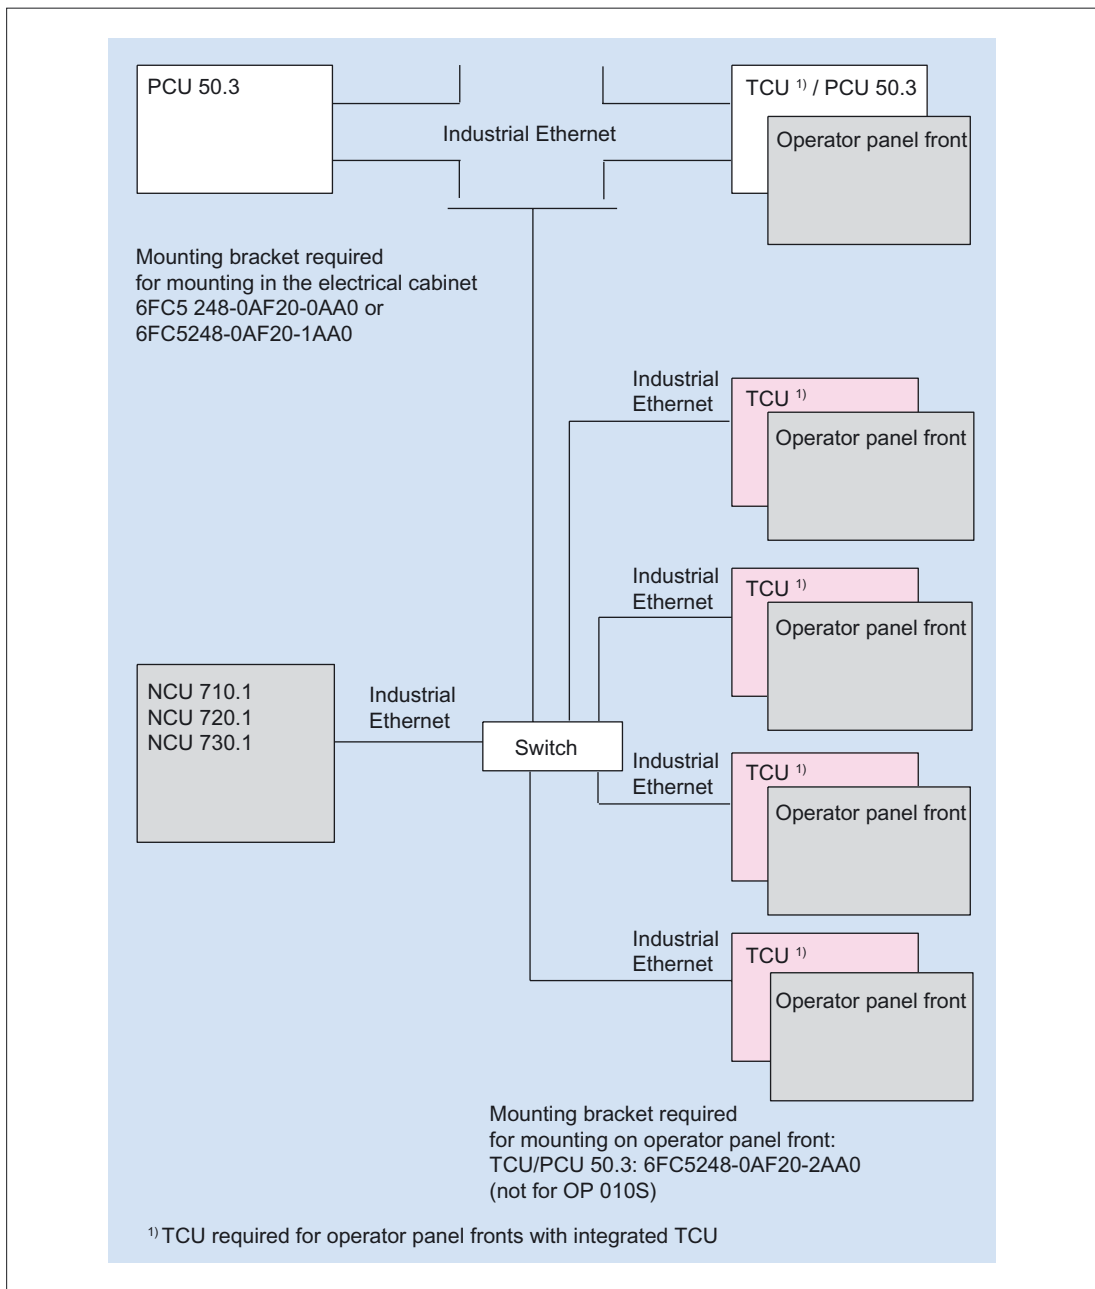 PCU 50.3
TCU 1) / PCU 50.3
Operator panel front
Industrial Ethernet
Mounting bracket required
for mounting in the electrical cabinet
6FC5 248-0AF20-0AA0 or
6FC5248-0AF20-1AA0
Industrial
Ethernet
TCU 1)
Operator panel front
Industrial
Ethernet
TCU 1)
Operator panel front
NCU 710.1
NCU 720.1
NCU 730.1
Industrial
Ethernet
Switch
Industrial
Ethernet
TCU 1)
Operator panel front
Industrial
Ethernet
TCU 1)
Operator panel front
Mounting bracket required
for mounting on operator panel front:
TCU/PCU 50.3: 6FC5248-0AF20-2AA0
(not for OP 010S)
1) TCU required for operator panel fronts with integrated TCU